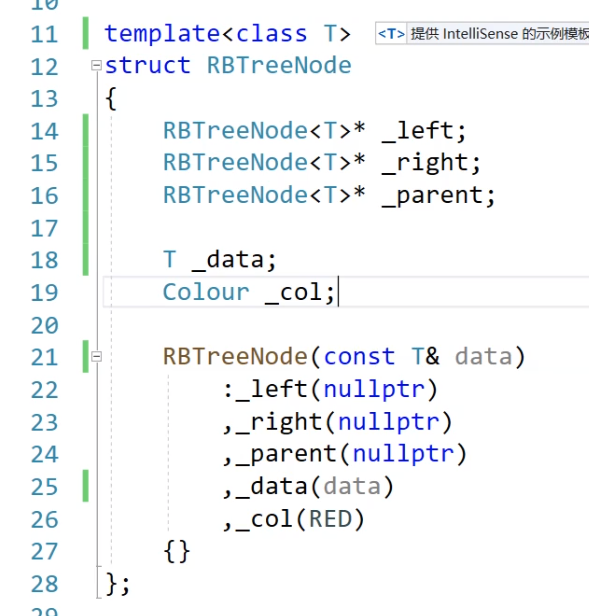 10
11 template<class T> <T> 提供 IntelliSense 的示例模板
12 struct RBTreeNode
13 {
14 RBTreeNode<T>* _left;
15 RBTreeNode<T>* _right;
16 RBTreeNode<T>* _parent;
17
18 T _data;
19 Colour _col;
20
21 RBTreeNode(const T& data)
22 :_left(nullptr)
23 ,_right(nullptr)
24 ,_parent(nullptr)
25 ,_data(data)
26 ,_col(RED)
27 {}
28 };
29